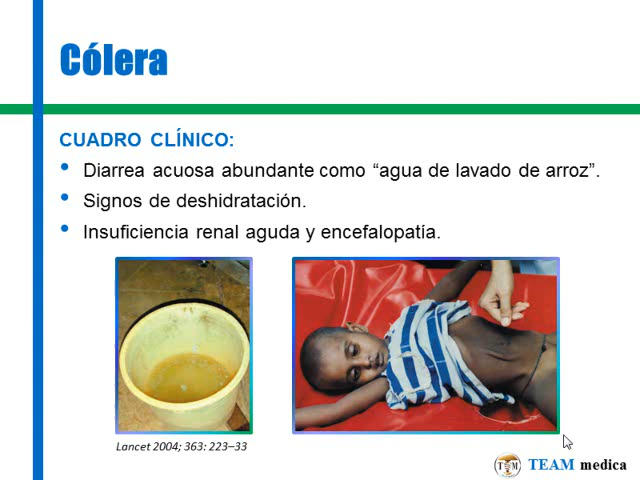 Cólera
CUADRO CLÍNICO:
• Diarrea acuosa abundante como “agua de lavado de arroz”.
• Signos de deshidratación.
• Insuficiencia renal aguda y encefalopatía.
Lancet 2004; 363: 223–33
TEAM medica